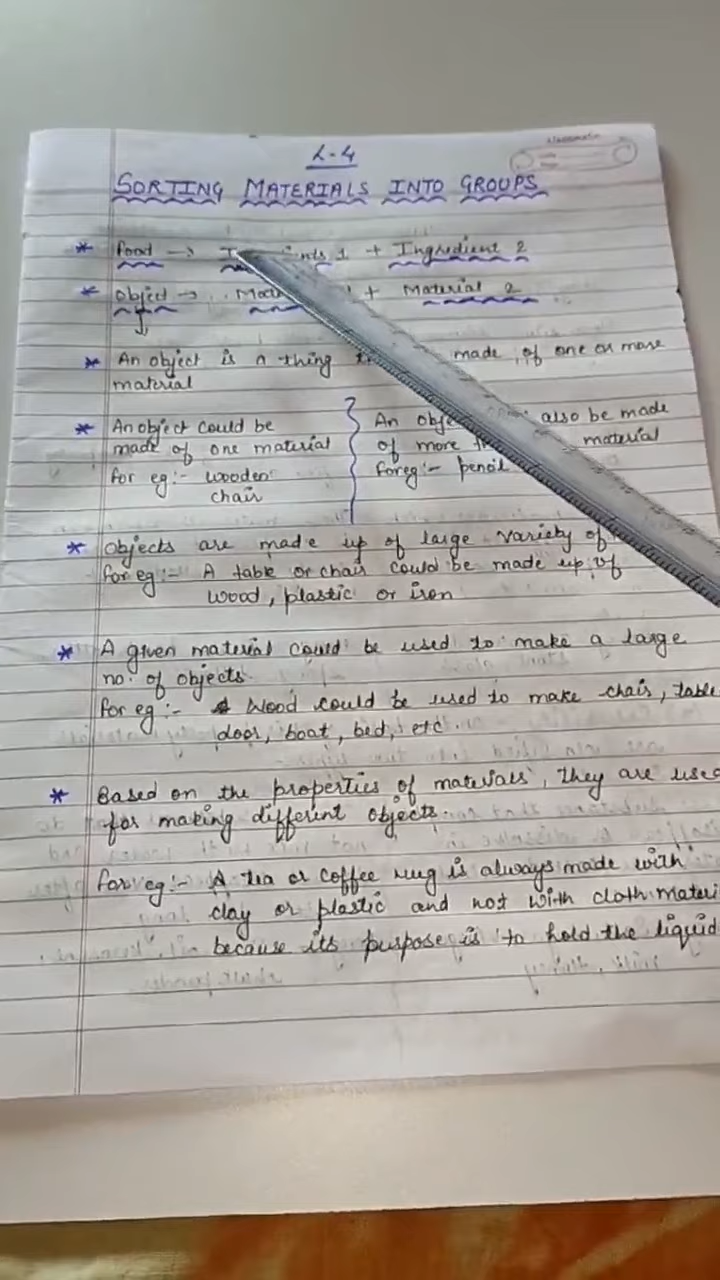 classmate
L-4
SORTING MATERIALS INTO GROUPS
* Food → 1 + Ingredient 2
* Object → + Material 2
* An object is a thing made of one or more
material
* An object could be
made of one material
for eg:- wooden
chair
An also be made
of more material
for eg:- pencil
* Objects are made up of large variety of
for eg:- A table or chair could be made up of
wood, plastic or iron
* A given material could be used to make a large
no. of objects.
for eg:- Wood could be used to make chair, table
door, boat, bed, etc.
* Based on the properties of materials, they are used
for making different objects.
for eg:- A tea or coffee mug is always made with
clay or plastic and not with cloth
because its purpose is to hold the liquid